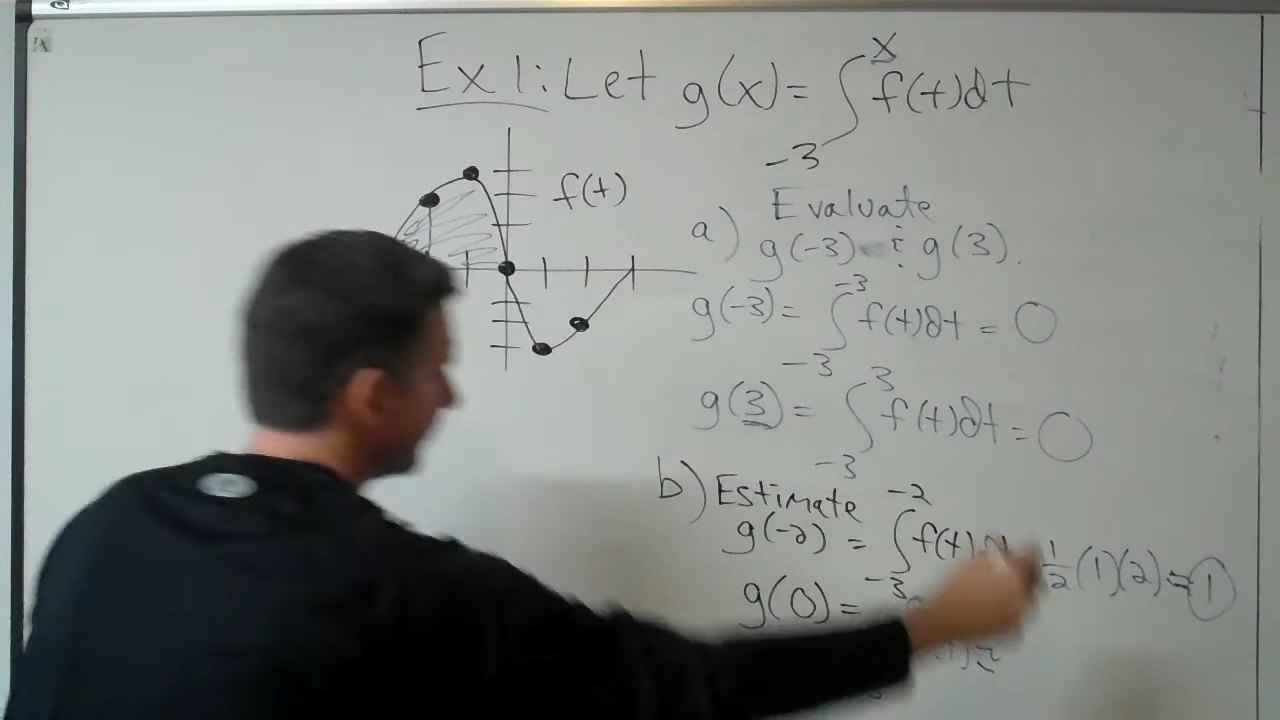 Ex 1: Let g(x) = ∫_{-3}^{x} f(t)dt
f(t)
a) Evaluate
g(-3) & g(3).
g(-3) = ∫_{-3}^{-3} f(t)dt = 0
g(3) = ∫_{-3}^{3} f(t)dt = 0
b) Estimate
g(-2) = ∫_{-3}^{-2} f(t) 1/2 (1)(2) ≈ 1
g(0) =